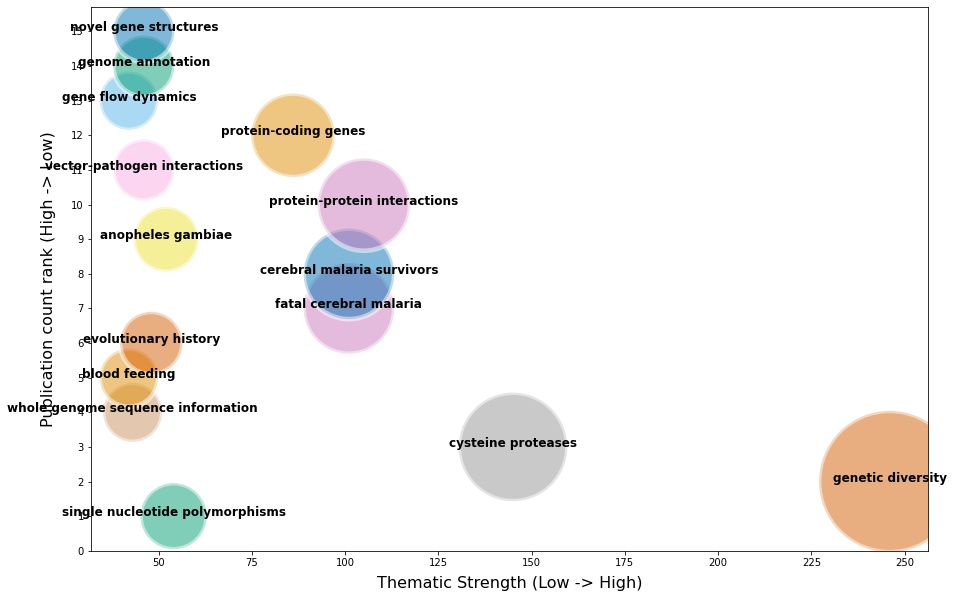 novel gene structures
15
genome annotation
14
gene flow dynamics
13
protein-coding genes
12
vector-pathogen interactions
11
protein-protein interactions
10
anopheles gambiae
9
cerebral malaria survivors
8
fatal cerebral malaria
7
evolutionary history
6
blood feeding
5
whole genome sequence information
4
cysteine proteases
3
genetic diversity
2
single nucleotide polymorphisms
1
0
50
75
100
125
150
175
200
225
250
Publication count rank (High -> Low)
Thematic Strength (Low -> High)